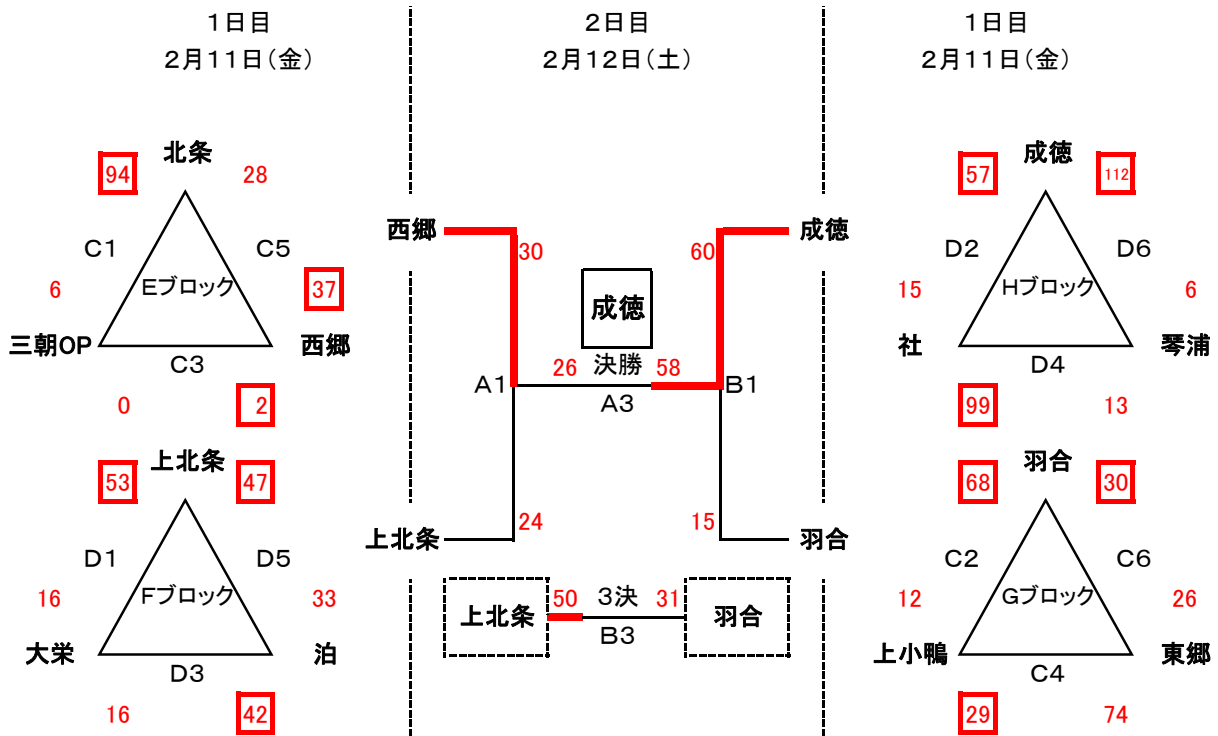 1日目
2月11日(金)
2日目
2月12日(土)
1日目
2月11日(金)
北条
94
28
C1
C5
Eブロック
6
37
三朝OP
西郷
C3
0
2
上北条
53
47
D1
D5
Fブロック
16
33
大栄
泊
D3
16
42
西郷
成徳
30
60
成徳
決勝
26
58
A1
B1
A3
24
15
上北条
羽合
上北条
50
3決
31
羽合
B3
成徳
57
112
D2
D6
Hブロック
15
6
社
琴浦
D4
99
13
羽合
68
30
C2
C6
Gブロック
12
26
上小鴨
東郷
C4
29
74